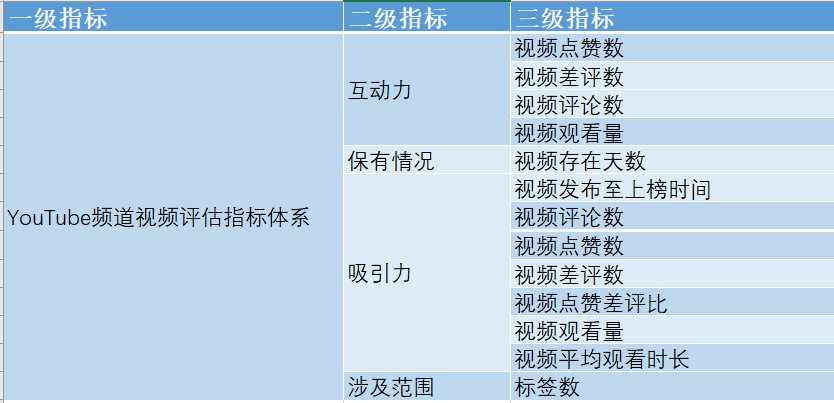 一级指标 二级指标 三级指标
视频点赞数
视频差评数
互动力
视频评论数
视频观看量
保有情况 视频存在天数
视频发布至上榜时间
YouTube频道视频评估指标体系
视频评论数
视频点赞数
吸引力
视频差评数
视频点赞差评比
视频观看量
视频平均观看时长
涉及范围 标签数